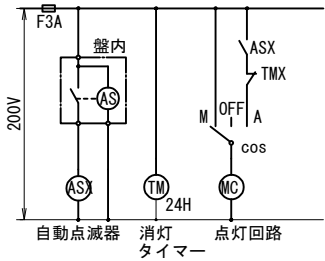 F3A
盤内
AS
ASX
TMX
200V
M
OFF
A
cos
ASX
TM
24H
MC
自動点滅器
消灯
タイマー
点灯回路